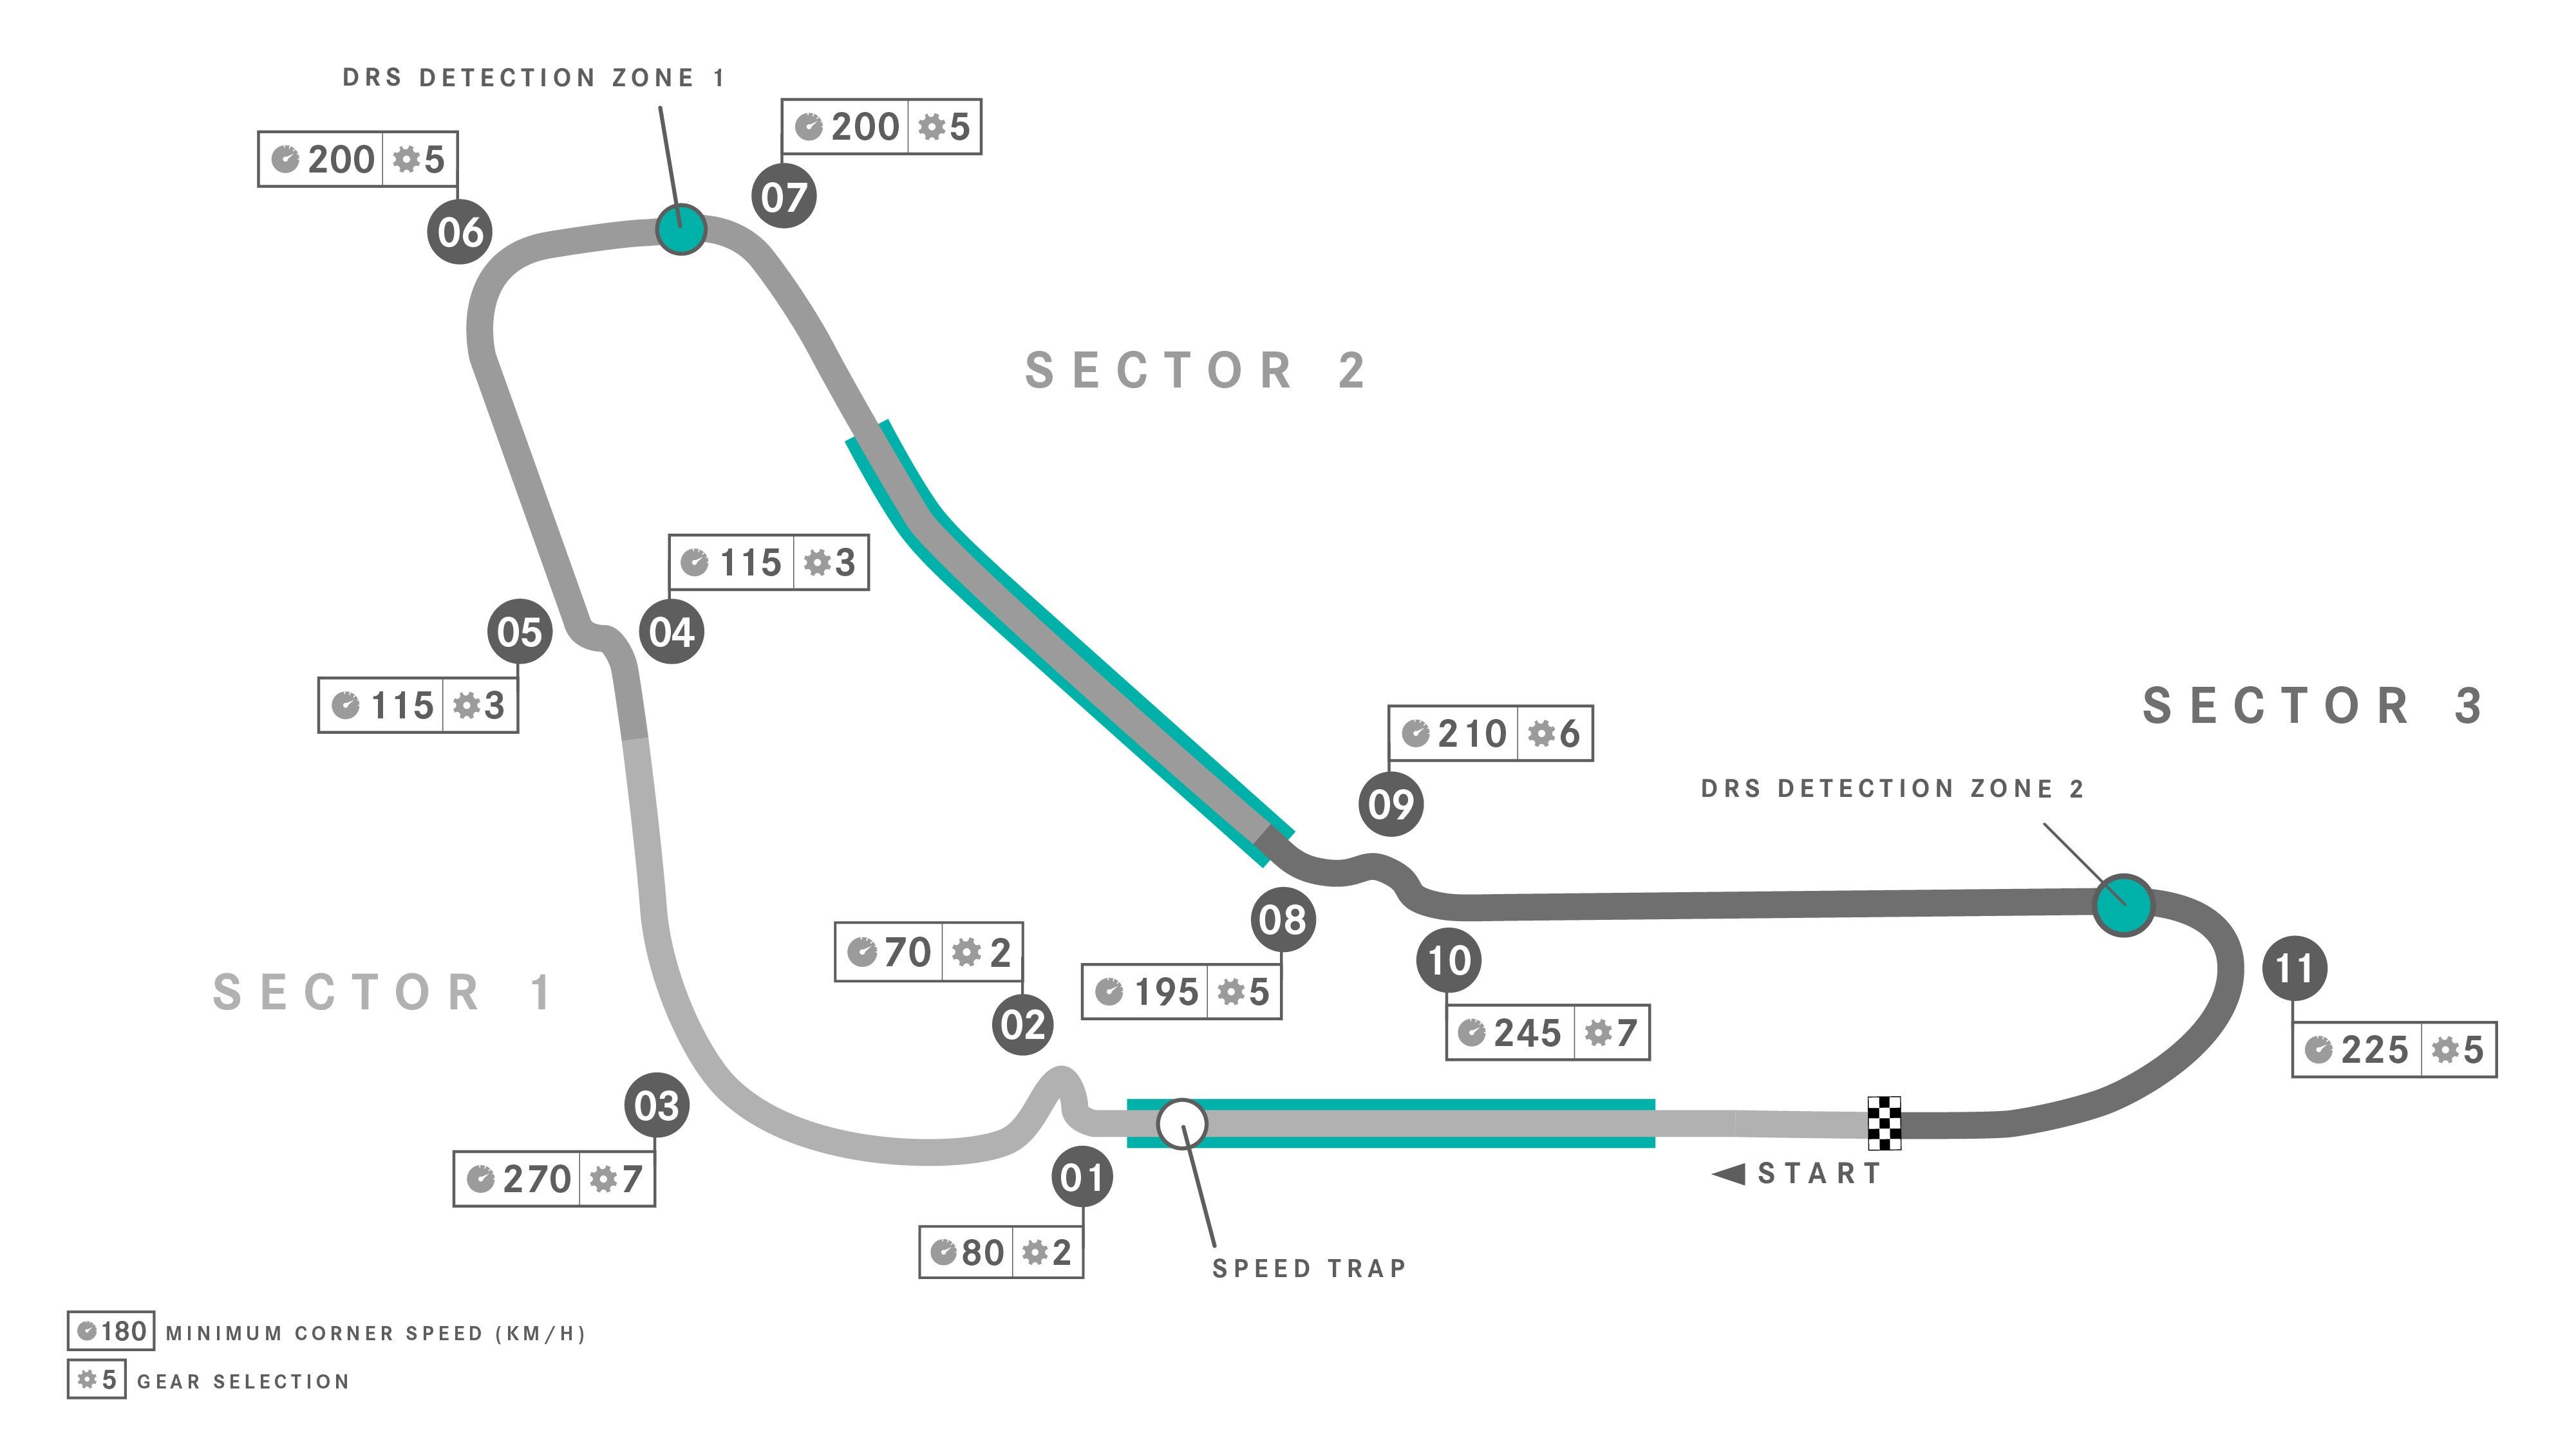 DRS DETECTION ZONE 1
200 5
07
200 5
06
SECTOR 2
115 3
04
05
115 3
SECTOR 3
210 6
09
DRS DETECTION ZONE 2
08
195 5
70 2
02
10
245 7
11
225 5
SECTOR 1
03
270 7
01
80 2
START
SPEED TRAP
180 MINIMUM CORNER SPEED (KM/H)
5 GEAR SELECTION